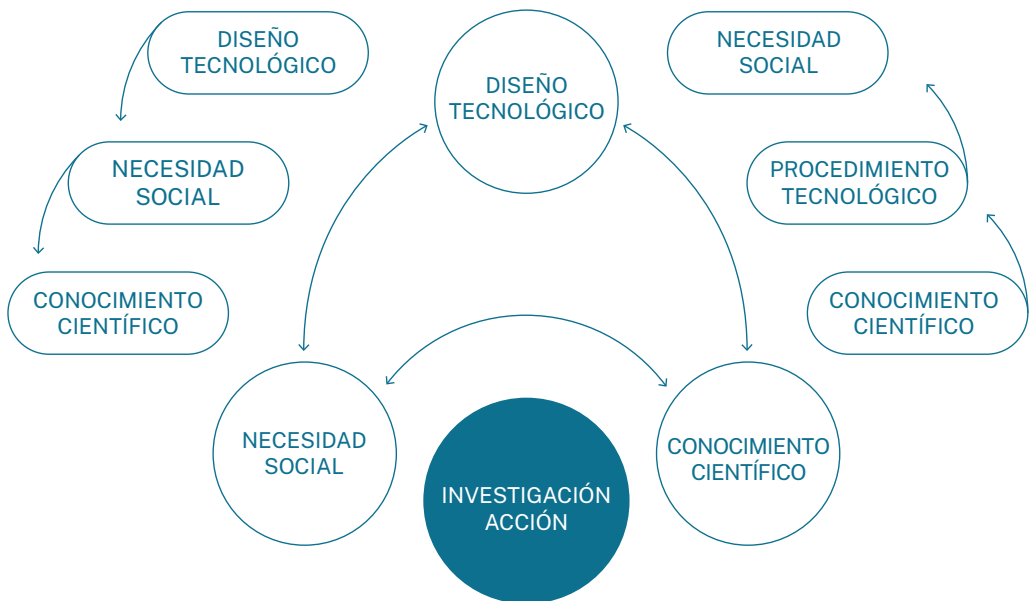 DISEÑO
TECNOLÓGICO
NECESIDAD
SOCIAL
CONOCIMIENTO
CIENTÍFICO
DISEÑO
TECNOLÓGICO
NECESIDAD
SOCIAL
CONOCIMIENTO
CIENTÍFICO
INVESTIGACIÓN
ACCIÓN
NECESIDAD
SOCIAL
PROCEDIMIENTO
TECNOLÓGICO
CONOCIMIENTO
CIENTÍFICO